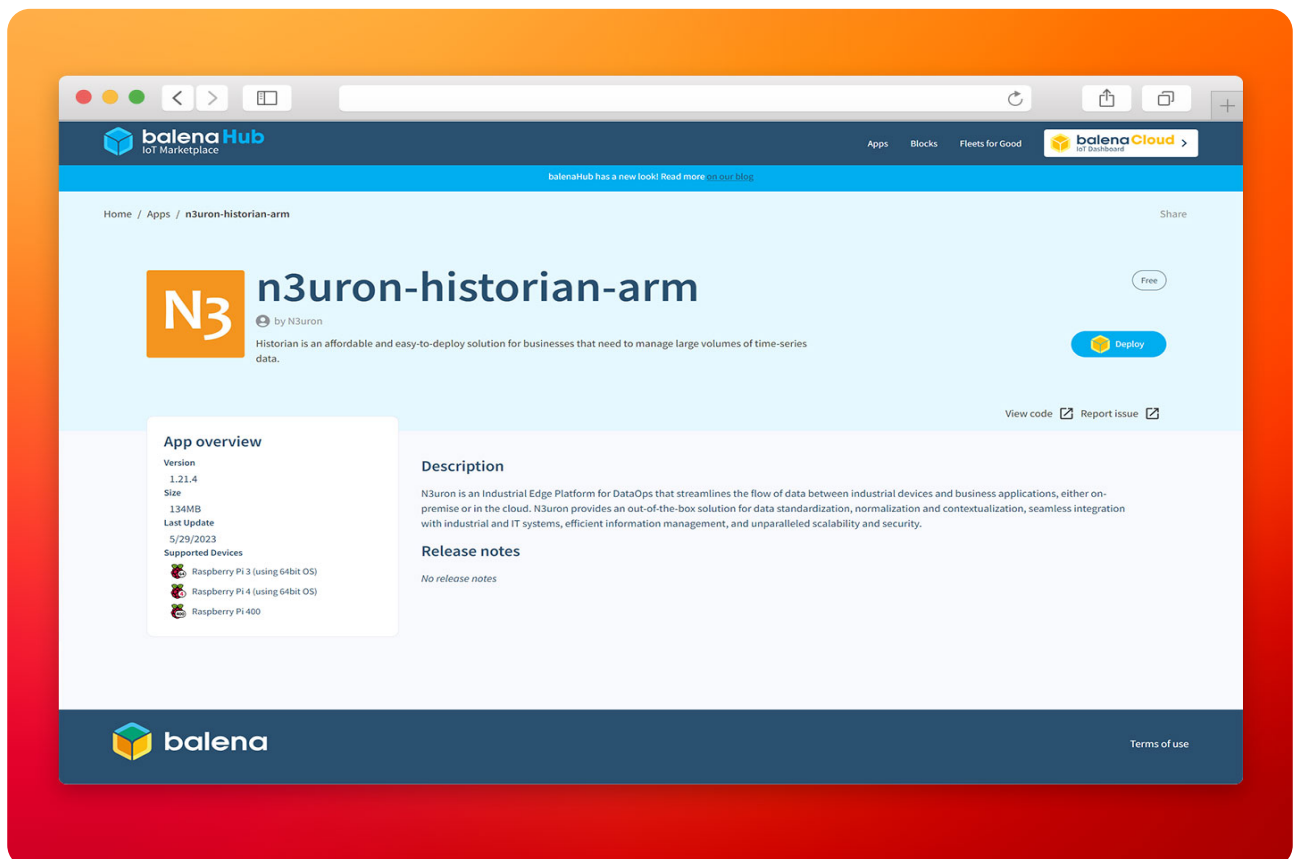 balenaHub
IoT Marketplace
Apps
Blocks
Fleets for Good
balenaCloud
IoT Dashboard
balenaHub has a new look! Read more on our blog
Home / Apps / n3uron-historian-arm
Share
N3
n3uron-historian-arm
Free
by N3uron
Historian is an affordable and easy-to-deploy solution for businesses that need to manage large volumes of time-series
data.
Deploy
View code
Report issue
App overview
Version
1.21.4
Size
134MB
Last Update
5/29/2023
Supported Devices
Raspberry Pi 3 (using 64bit OS)
Raspberry Pi 4 (using 64bit OS)
Raspberry Pi 400
Description
N3uron is an Industrial Edge Platform for DataOps that streamlines the flow of data between industrial devices and business applications, either on-
premise or in the cloud. N3uron provides an out-of-the-box solution for data standardization, normalization and contextualization, seamless integration
with industrial and IT systems, efficient information management, and unparalleled scalability and security.
Release notes
No release notes
balena
Terms of use